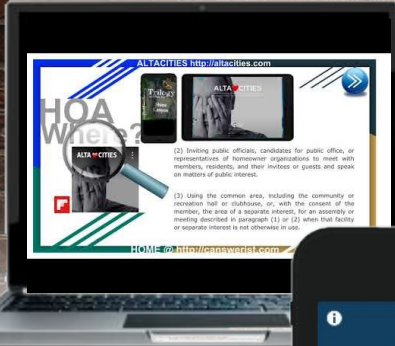 ALTACITIES http://altacities.com
HOA
Where?
Trilogy
ALTA CITIES
ALTA CITIES
(2) Inviting public officials, candidates for public office, or
representatives of homeowner organizations to meet with
members, residents, and their invitees or guests and speak
on matters of public interest.
(3) Using the common area, including the community or
recreation hall or clubhouse, or, with the consent of the
member, the area of a separate interest, for an assembly or
meeting described in paragraph (1) or (2) when that facility
or separate interest is not otherwise in use.
HOME @ http://canswerist.com